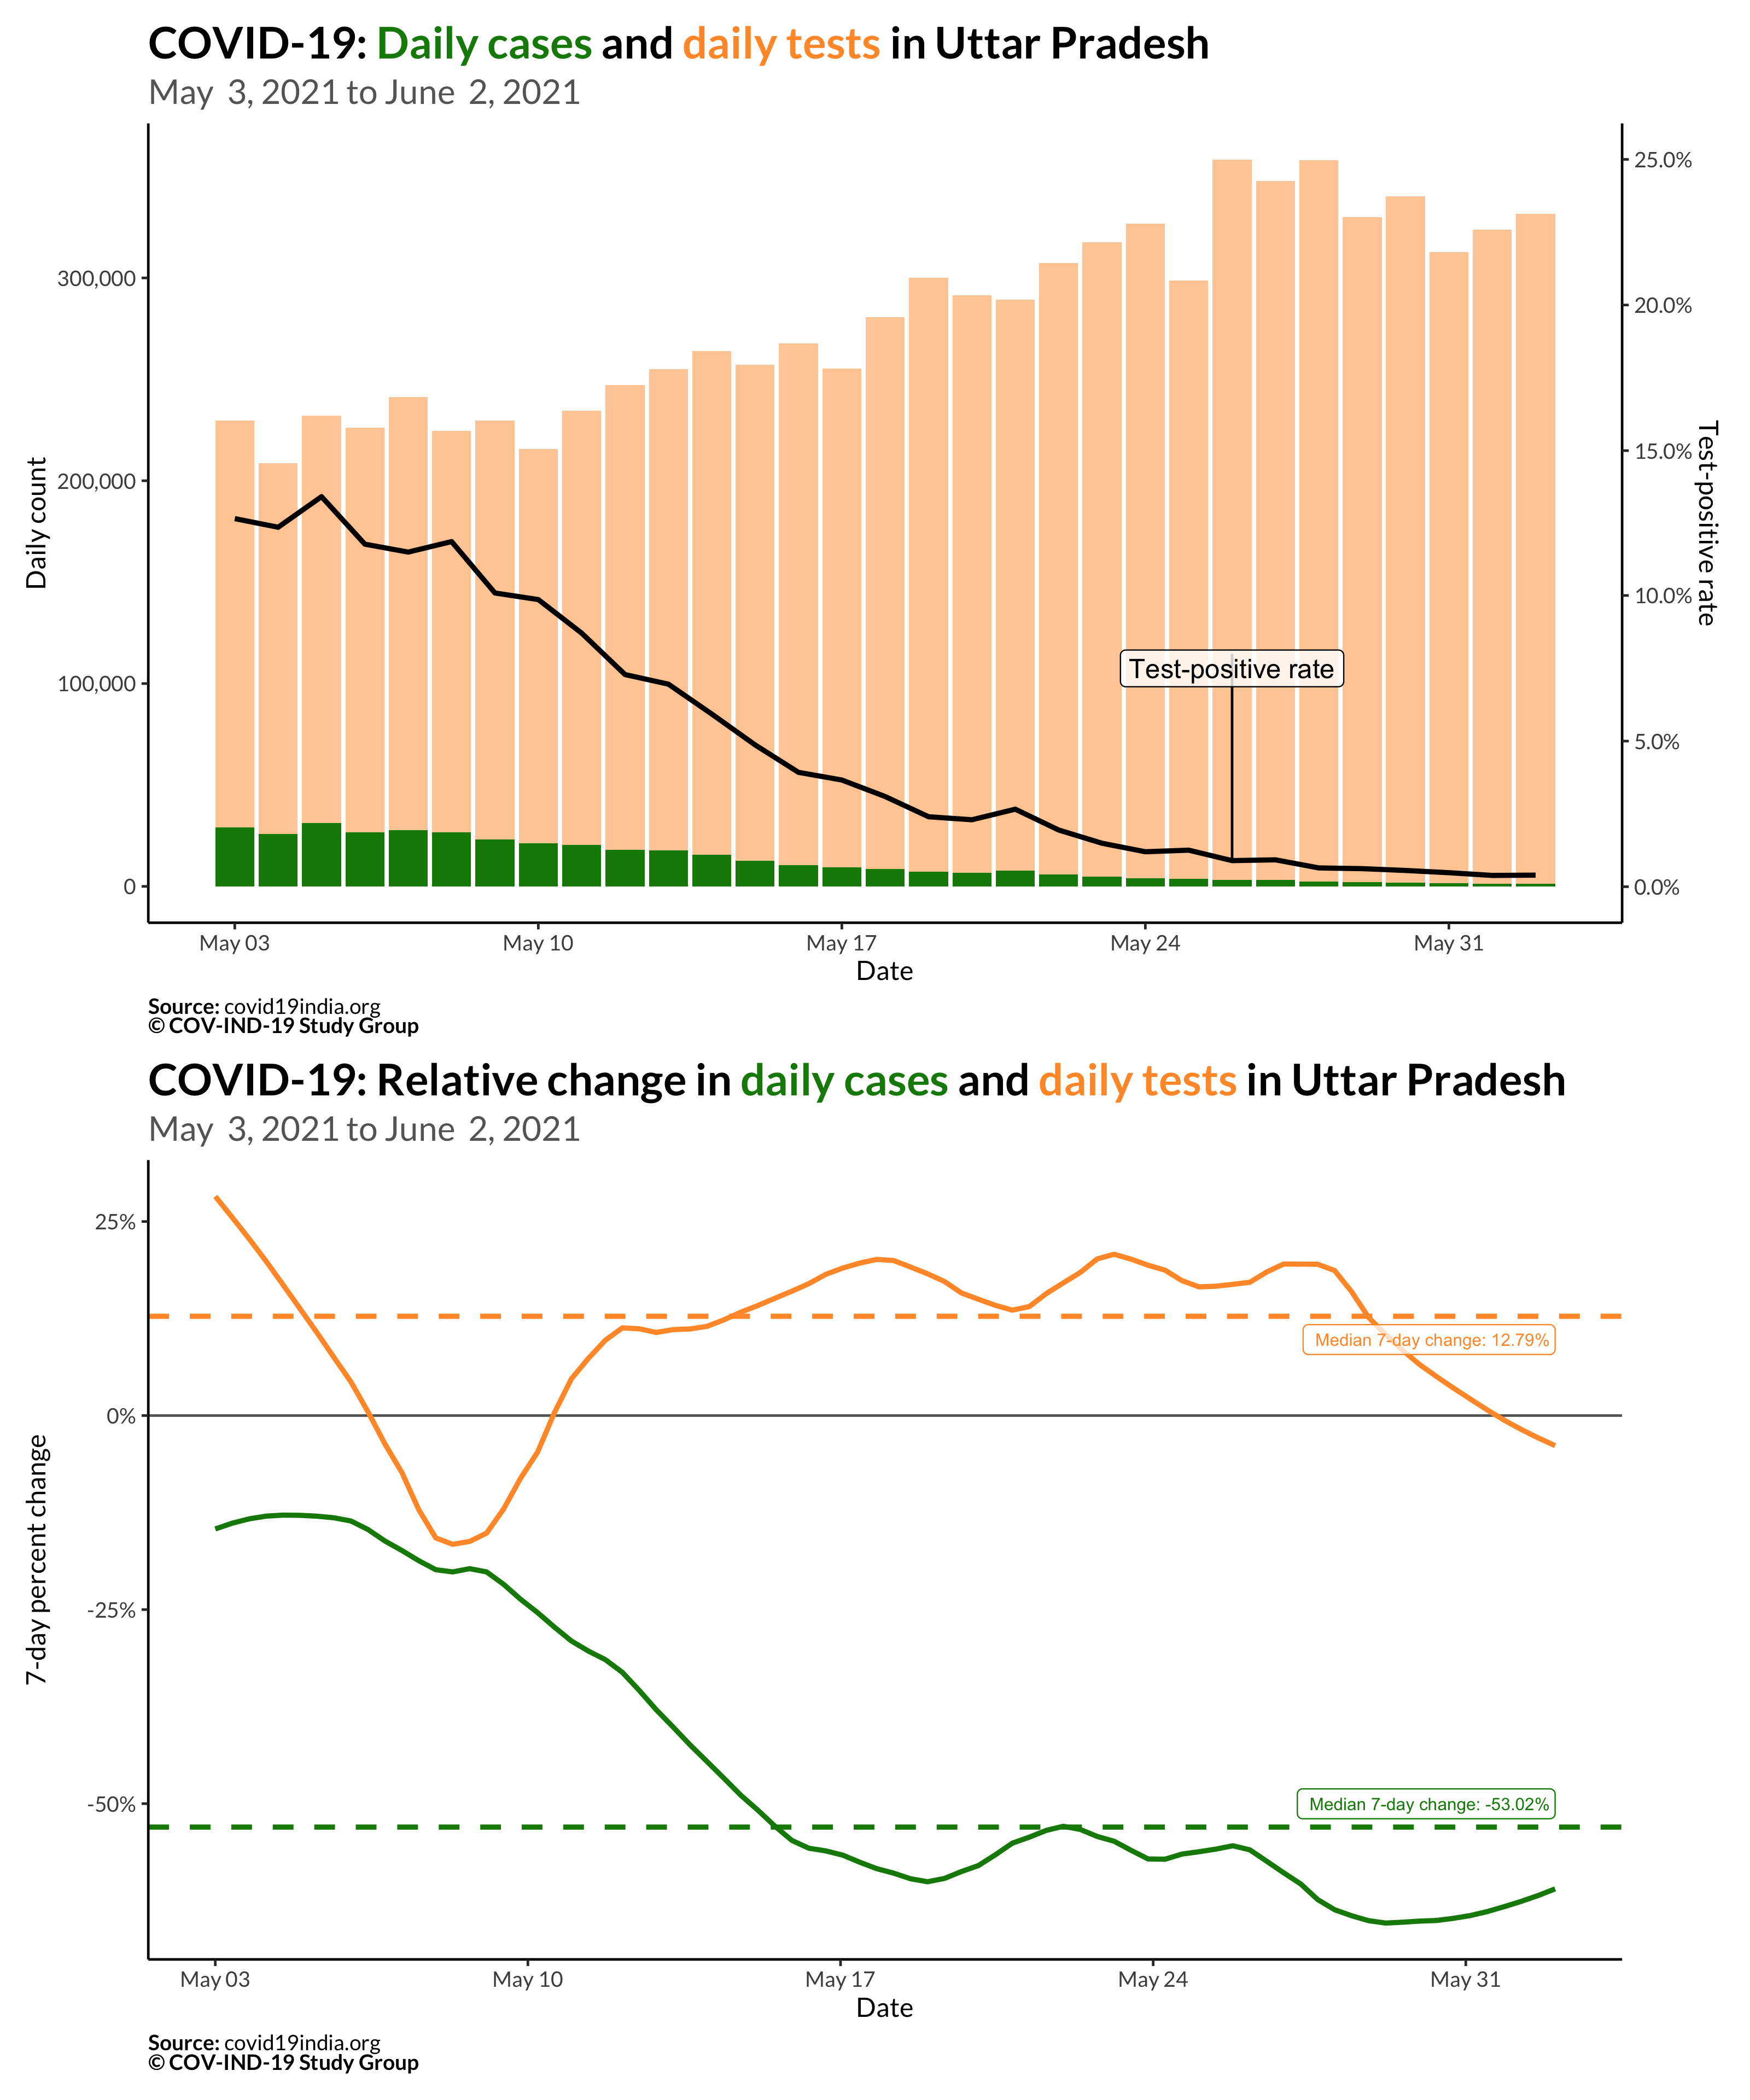 COVID-19: Daily cases and daily tests in Uttar Pradesh
May  3, 2021 to June  2, 2021
Daily count
300,000
200,000
100,000
0
25.0%
20.0%
15.0%
10.0%
5.0%
0.0%
Test-positive rate
Test-positive rate
May 03
May 10
May 17
May 24
May 31
Date
Source: covid19india.org
© COV-IND-19 Study Group
COVID-19: Relative change in daily cases and daily tests in Uttar Pradesh
May  3, 2021 to June  2, 2021
7-day percent change
25%
0%
-25%
-50%
Median 7-day change: 12.79%
Median 7-day change: -53.02%
May 03
May 10
May 17
May 24
May 31
Date
Source: covid19india.org
© COV-IND-19 Study Group